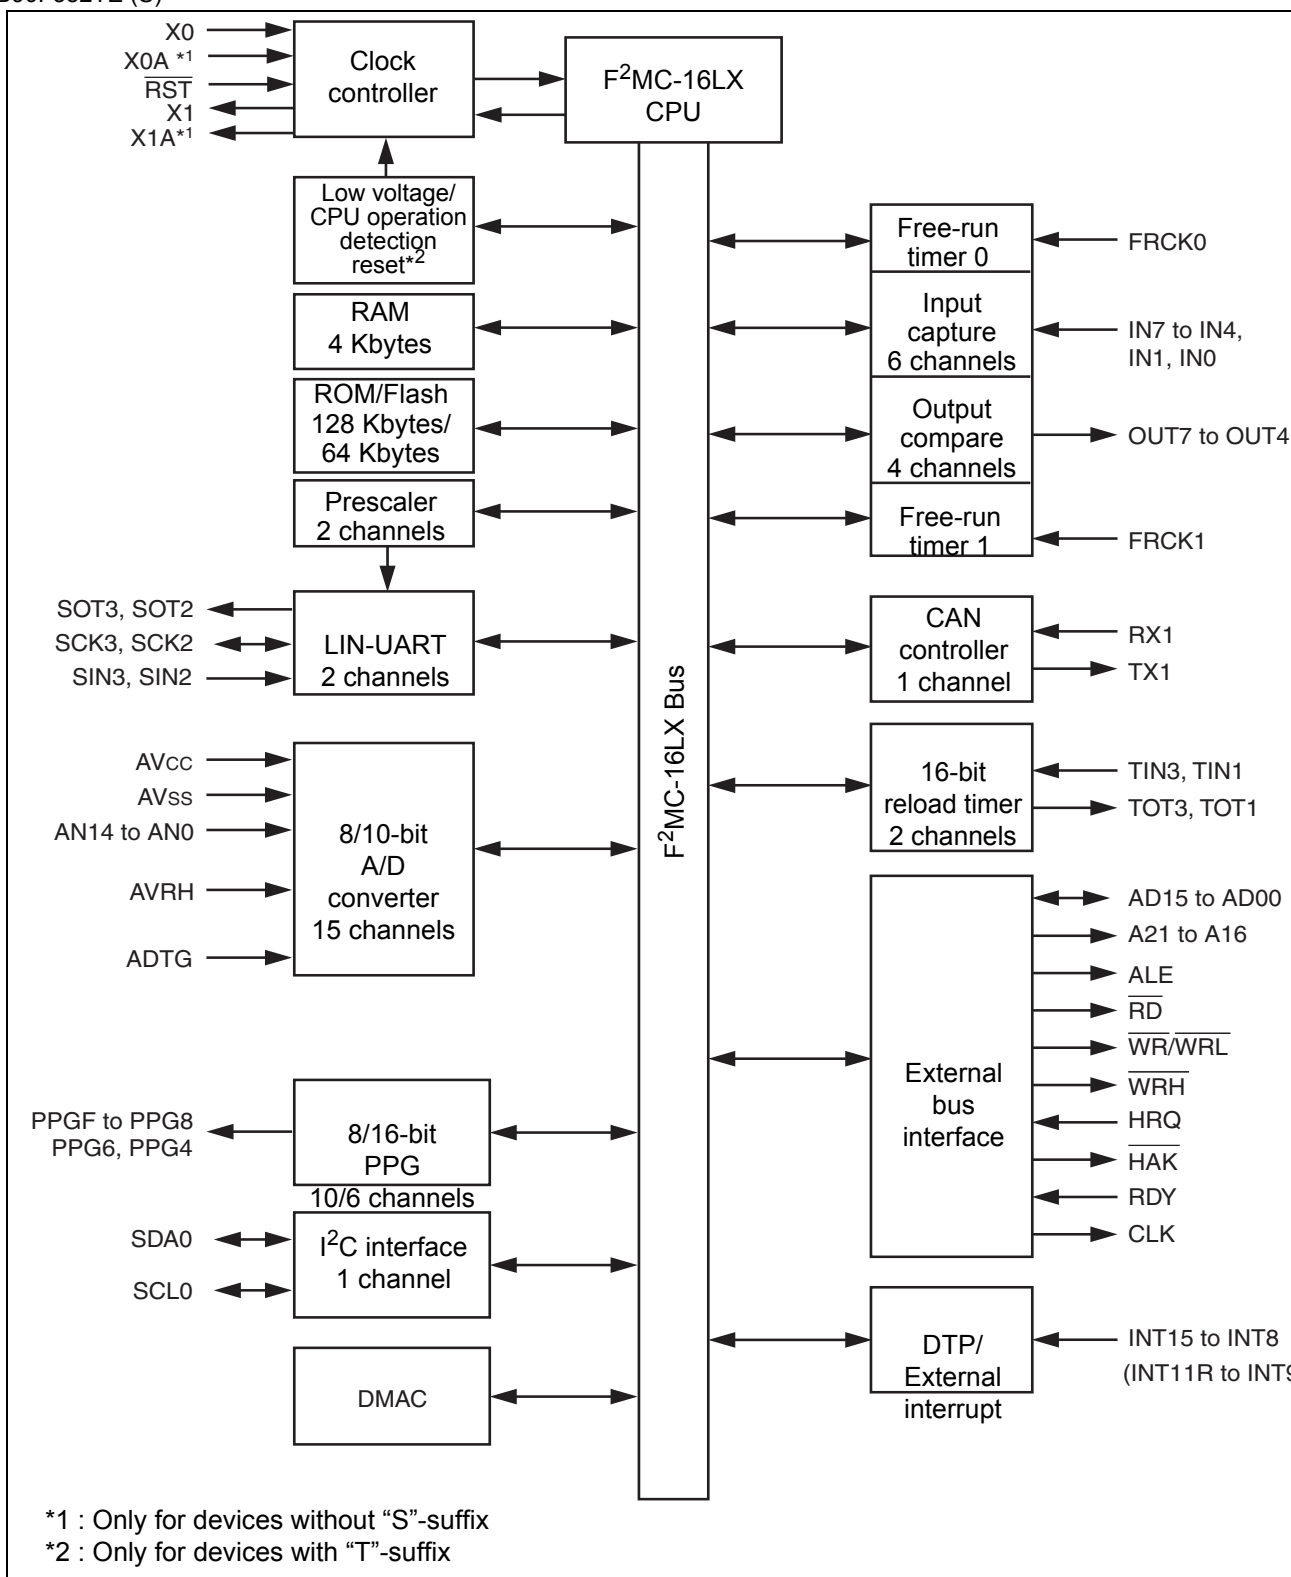 X0
X0A *1
RST
X1
X1A*1
Clock
controller
F2MC-16LX
CPU
Low voltage/
CPU operation
detection
reset*2
RAM
4 Kbytes
ROM/Flash
128 Kbytes/
64 Kbytes
Prescaler
2 channels
SOT3, SOT2
SCK3, SCK2
SIN3, SIN2
LIN-UART
2 channels
AVCC
AVSS
AN14 to AN0
AVRH
ADTG
8/10-bit
A/D
converter
15 channels
PPGF to PPG8
PPG6, PPG4
8/16-bit
PPG
10/6 channels
SDA0
SCL0
I2C interface
1 channel
DMAC
F2MC-16LX Bus
Free-run
timer 0
FRCK0
Input
capture
6 channels
IN7 to IN4,
IN1, IN0
Output
compare
4 channels
OUT7 to OUT4
Free-run
timer 1
FRCK1
CAN
controller
1 channel
RX1
TX1
16-bit
reload timer
2 channels
TIN3, TIN1
TOT3, TOT1
External
bus
interface
AD15 to AD00
A21 to A16
ALE
RD
WR/WRL
WRH
HRQ
HAK
RDY
CLK
DTP/
External
interrupt
INT15 to INT8
(INT11R to INT9
*1 : Only for devices without “S”-suffix
*2 : Only for devices with “T”-suffix